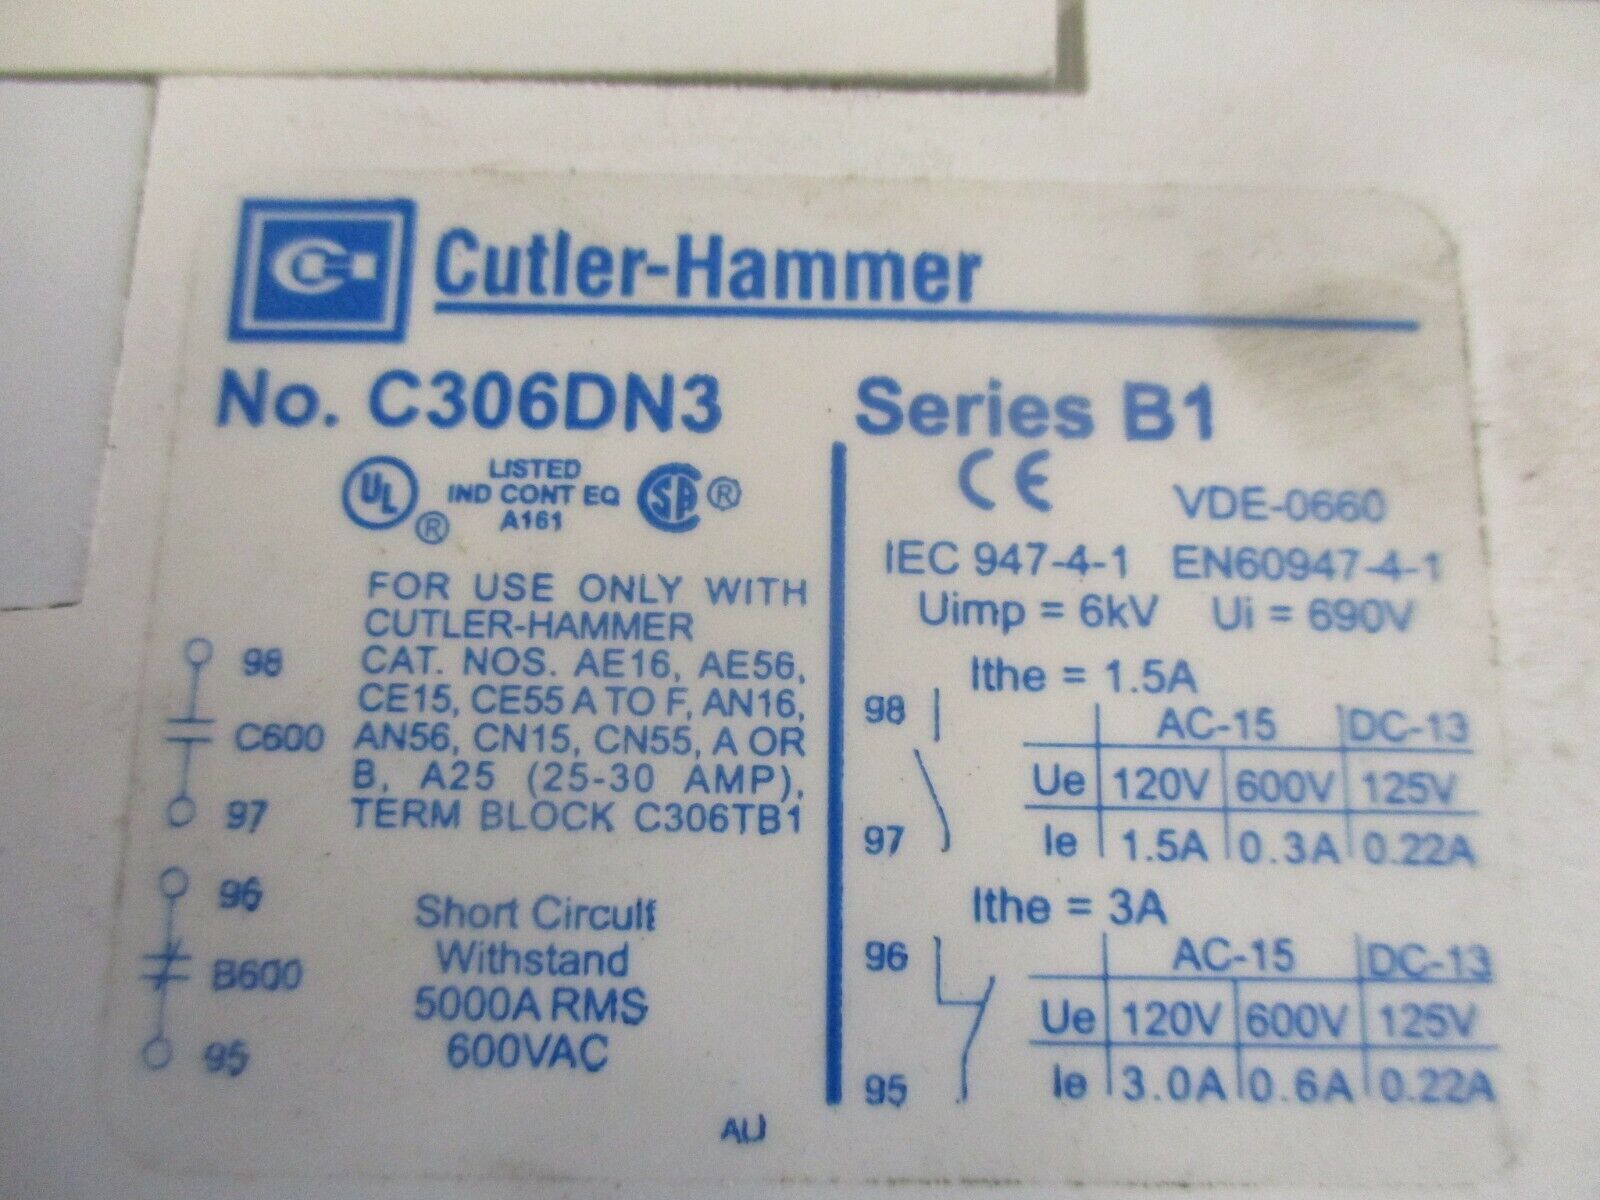 Cutler-Hammer
No. C306DN3
Series B1
UL ®
LISTED
IND CONT EQ
A161
SA ®
FOR USE ONLY WITH
CUTLER-HAMMER
CAT. NOS. AE16, AE56,
CE15, CE55 A TO F, AN16,
AN56, CN15, CN55, A OR
B, A25 (25-30 AMP),
TERM BLOCK C306TB1
98
C600
97
96
B600
95
Short Circuit
Withstand
5000A RMS
600VAC
AU
CE
VDE-0660
IEC 947-4-1 EN60947-4-1
Uimp = 6kV Ui = 690V
Ithe = 1.5A
98
97
AC-15 DC-13
Ue 120V 600V 125V
Ie 1.5A 0.3A 0.22A
Ithe = 3A
96
95
AC-15 DC-13
Ue 120V 600V 125V
Ie 3.0A 0.6A 0.22A